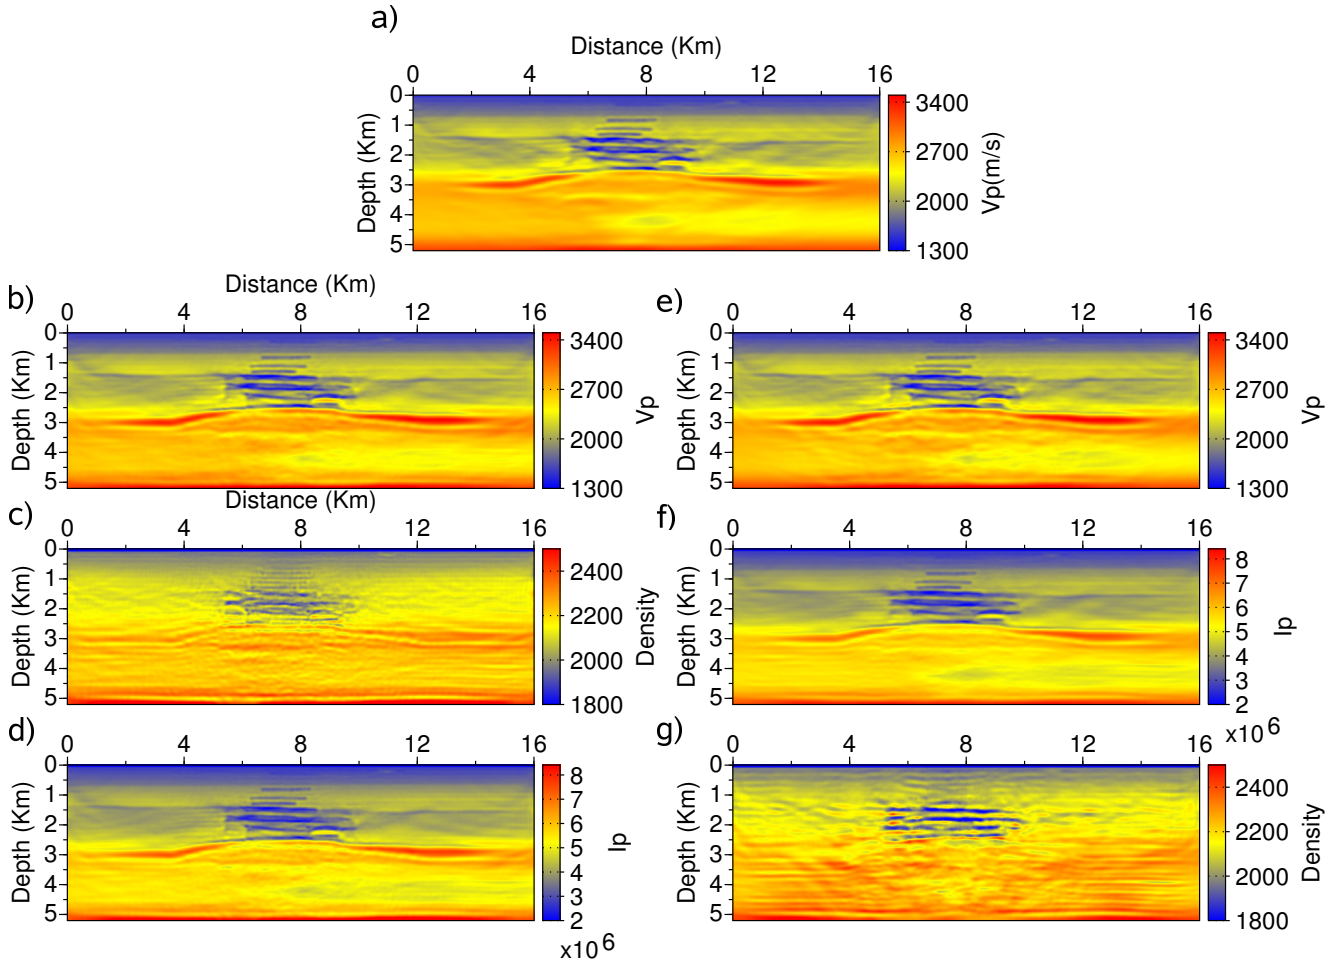 a)
Distance (Km)
0 4 8 12 16
0
1
2
3
4
5
Depth (Km)
3400
2700
2000
1300
Vp(m/s)
b)
Distance (Km)
0 4 8 12 16
0
1
2
3
4
5
Depth (Km)
3400
2700
2000
1300
Vp
e)
0 4 8 12 16
0
1
2
3
4
5
Depth (Km)
3400
2700
2000
1300
Vp
c)
Distance (Km)
0 4 8 12 16
0
1
2
3
4
5
Depth (Km)
2400
2200
2000
1800
Density
f)
0 4 8 12 16
0
1
2
3
4
5
Depth (Km)
8
7
6
5
4
3
2
Ip
x10^6
d)
0 4 8 12 16
0
1
2
3
4
5
Depth (Km)
8
7
6
5
4
3
2
Ip
x10^6
g)
0 4 8 12 16
0
1
2
3
4
5
Depth (Km)
2400
2200
2000
1800
Density